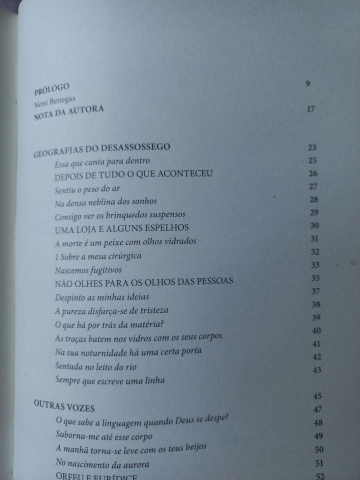 PRÓLOGO 9
Noni Benegas
NOTA DA AUTORA 17
GEOGRAFIAS DO DESASSOSSEGO 23
Essa que canta para dentro 25
DEPOIS DE TUDO O QUE ACONTECEU 26
Sentiu o peso do ar 27
Na densa neblina dos sonhos 28
Consigo ver os brinquedos suspensos 29
UMA LOJA E ALGUNS ESPELHOS 30
A morte é um peixe com olhos vidrados 31
1 Sobre a mesa cirúrgica 32
Nascemos fugitivos 33
NÃO OLHES PARA OS OLHOS DAS PESSOAS 35
Despinto as minhas ideias 37
A pureza disfarça-se de tristeza 38
O que há por trás da matéria? 39
As traças batem nos vidros com os seus corpos 40
Na sua noturnidade há uma certa porta 41
Sentada no leito do rio 42
Sempre que escreve uma linha 43
OUTRAS VOZES 45
O que sabe a linguagem quando Deus se despe? 47
Suborna-me até esse corpo 48
A manhã torna-se leve com os teus beijos 49
No nascimento da aurora 50
ORFEU E EURÍDICE 51
52